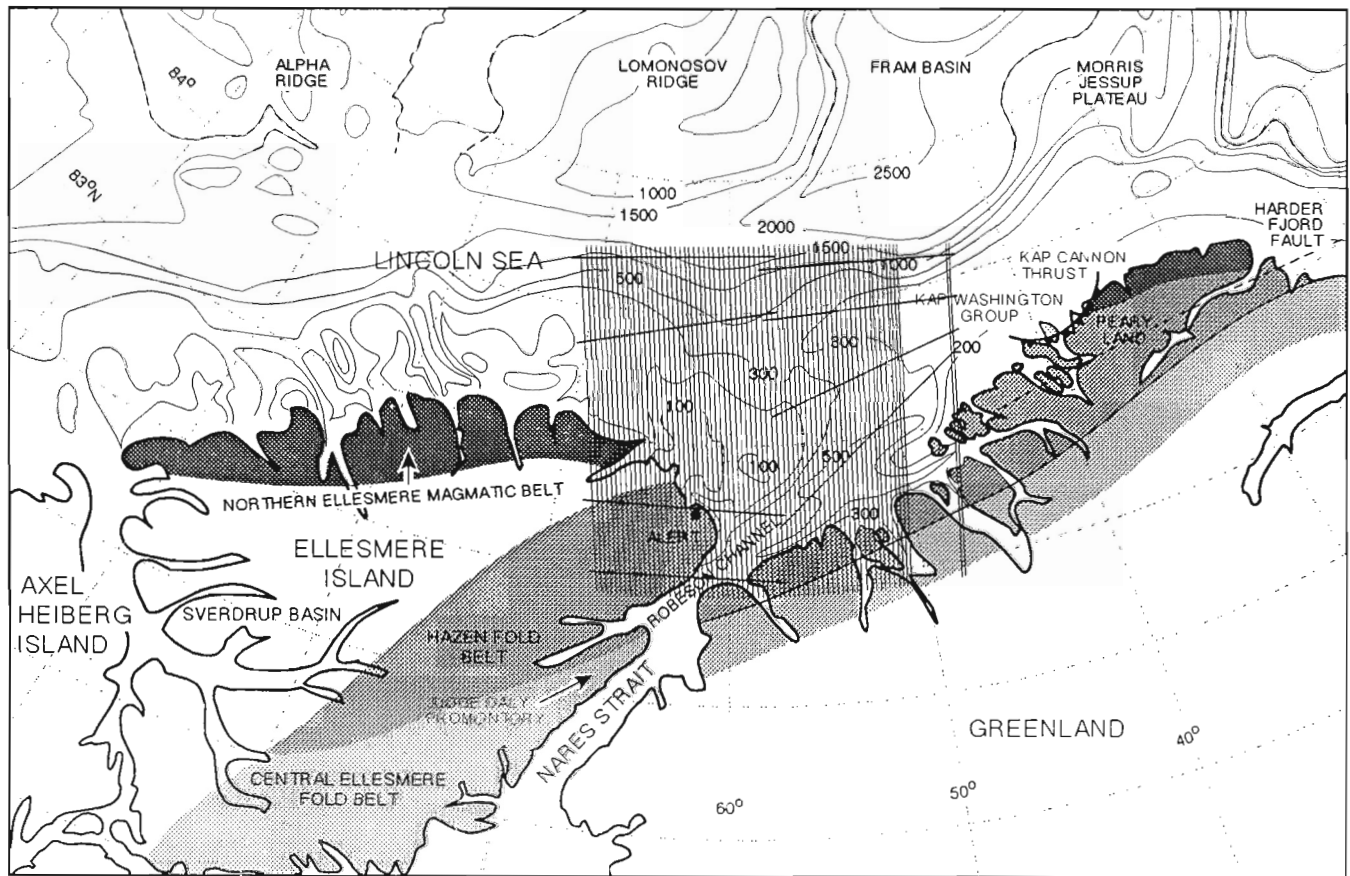 ALPHA
RIDGE
LOMONOSOV
RIDGE
FRAM BASIN
MORRIS
JESSUP
PLATEAU
84°
83°N
1000
1500
2000
2500
1500
1000
500
LINCOLN SEA
HARDER
FJORD
FAULT
KAP CANNON
THRUST
KAP WASHINGTON
GROUP
PEARY
LAND
200
300
300
100
500
100
300
NORTHERN ELLESMERE MAGMATIC BELT
ALERT
ROBESON CHANNEL
ELLESMERE
ISLAND
AXEL
HEIBERG
ISLAND
SVERDRUP BASIN
HAZEN FOLD
BELT
JUDGE DALY
PROMONTORY
NARES STRAIT
GREENLAND
CENTRAL ELLESMERE
FOLD BELT
60°
50°
40°